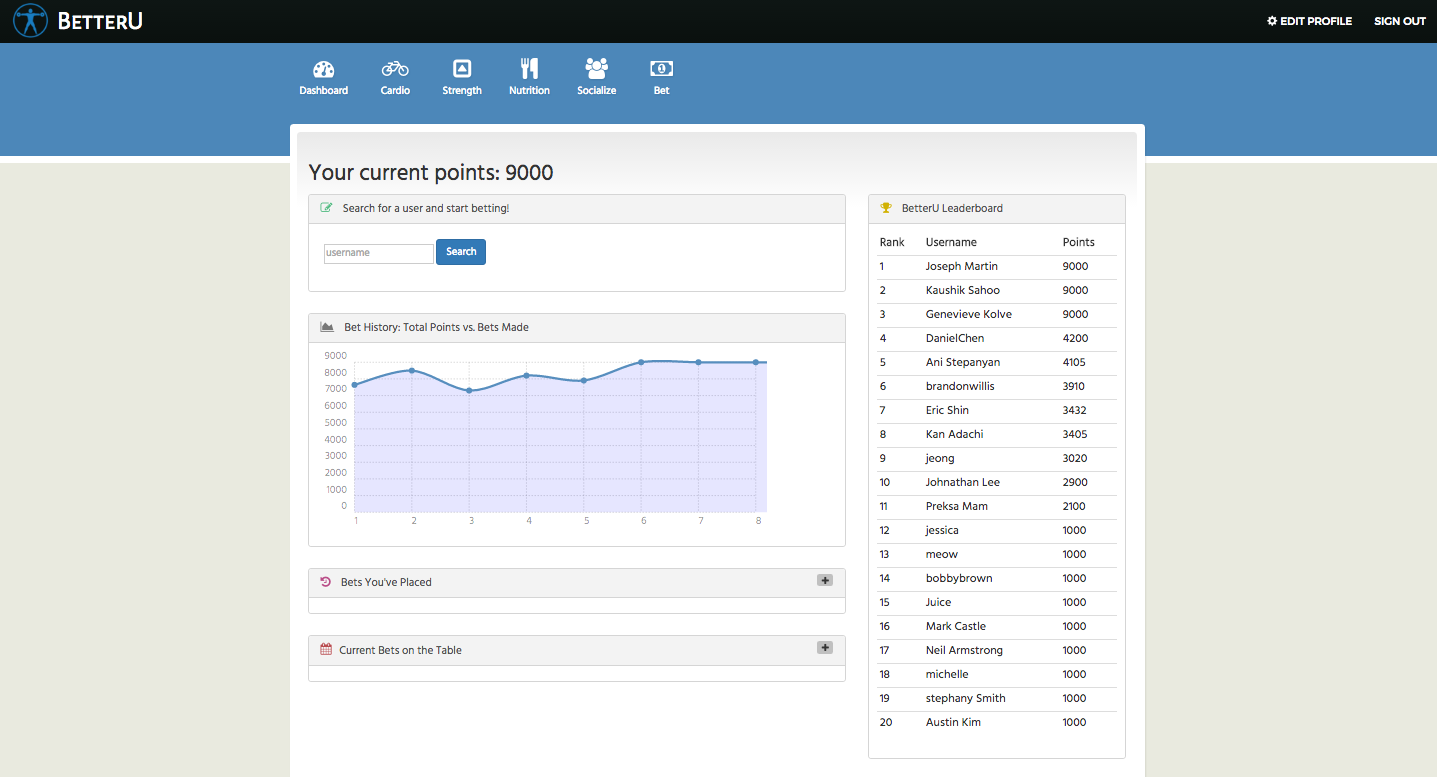 BetterU
EDIT PROFILE SIGN OUT
Dashboard Cardio Strength Nutrition Socialize Bet
Your current points: 9000
Search for a user and start betting!
username Search
Bet History: Total Points vs. Bets Made
9000
8000
7000
6000
5000
4000
3000
2000
1000
0
1 2 3 4 5 6 7 8
Bets You've Placed
Current Bets on the Table
BetterU Leaderboard
Rank Username Points
1 Joseph Martin 9000
2 Kaushik Sahoo 9000
3 Genevieve Kolve 9000
4 DanielChen 4200
5 Ani Stepanyan 4105
6 brandonwillis 3910
7 Eric Shin 3432
8 Kan Adachi 3405
9 jeong 3020
10 Johnathan Lee 2900
11 Preksa Mam 2100
12 jessica 1000
13 meow 1000
14 bobbybrown 1000
15 Juice 1000
16 Mark Castle 1000
17 Neil Armstrong 1000
18 michelle 1000
19 stephany Smith 1000
20 Austin Kim 1000